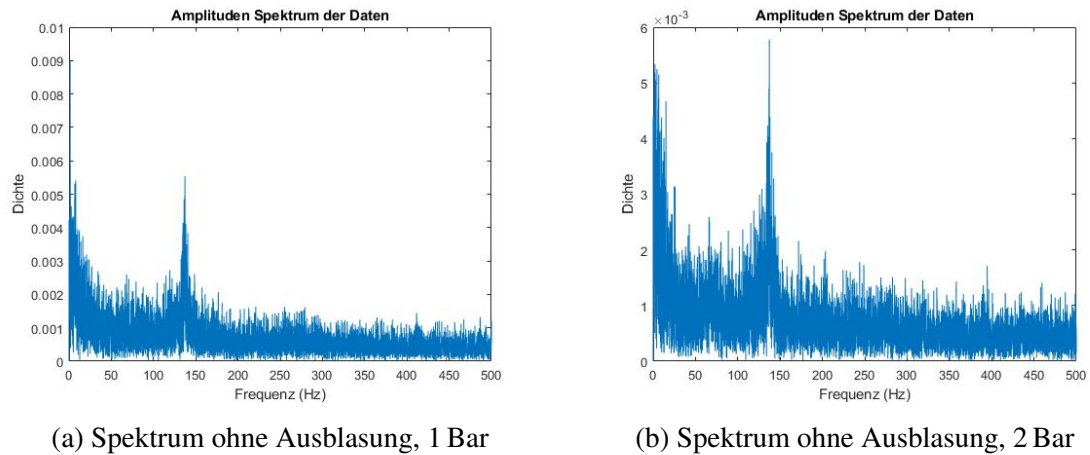 Amplituden Spektrum der Daten
0.01
0.009
0.008
0.007
0.006
0.005
0.004
0.003
0.002
0.001
0
Dichte
0 50 100 150 200 250 300 350 400 450 500
Frequenz (Hz)
(a) Spektrum ohne Ausblasung, 1 Bar
Amplituden Spektrum der Daten
×10⁻³
6
5
4
3
2
1
0
Dichte
0 50 100 150 200 250 300 350 400 450 500
Frequenz (Hz)
(b) Spektrum ohne Ausblasung, 2 Bar